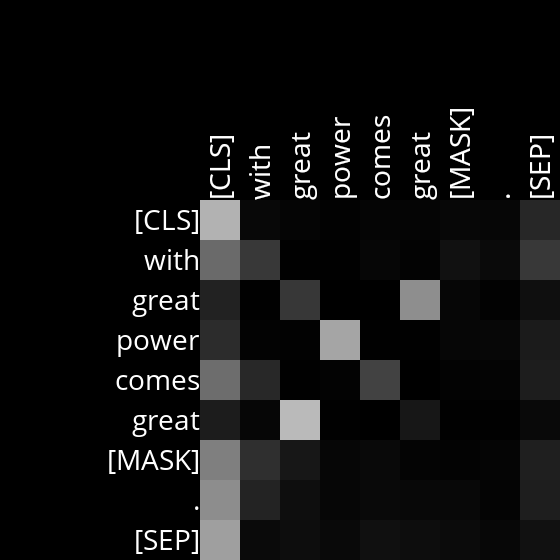 [CLS]
with
great
power
comes
great
[MASK]
.
[SEP]
[CLS]
with
great
power
comes
great
[MASK]
.
[SEP]